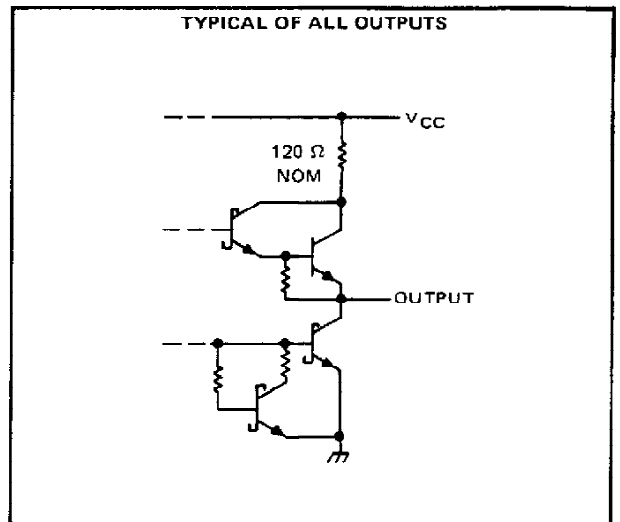 TYPICAL OF ALL OUTPUTS
VCC
120 Ω
NOM
OUTPUT